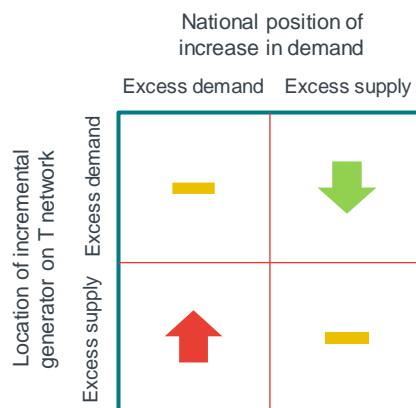 National position of
increase in demand
Excess demand
Excess supply
Location of incremental
generator on T network
Excess demand
Excess supply